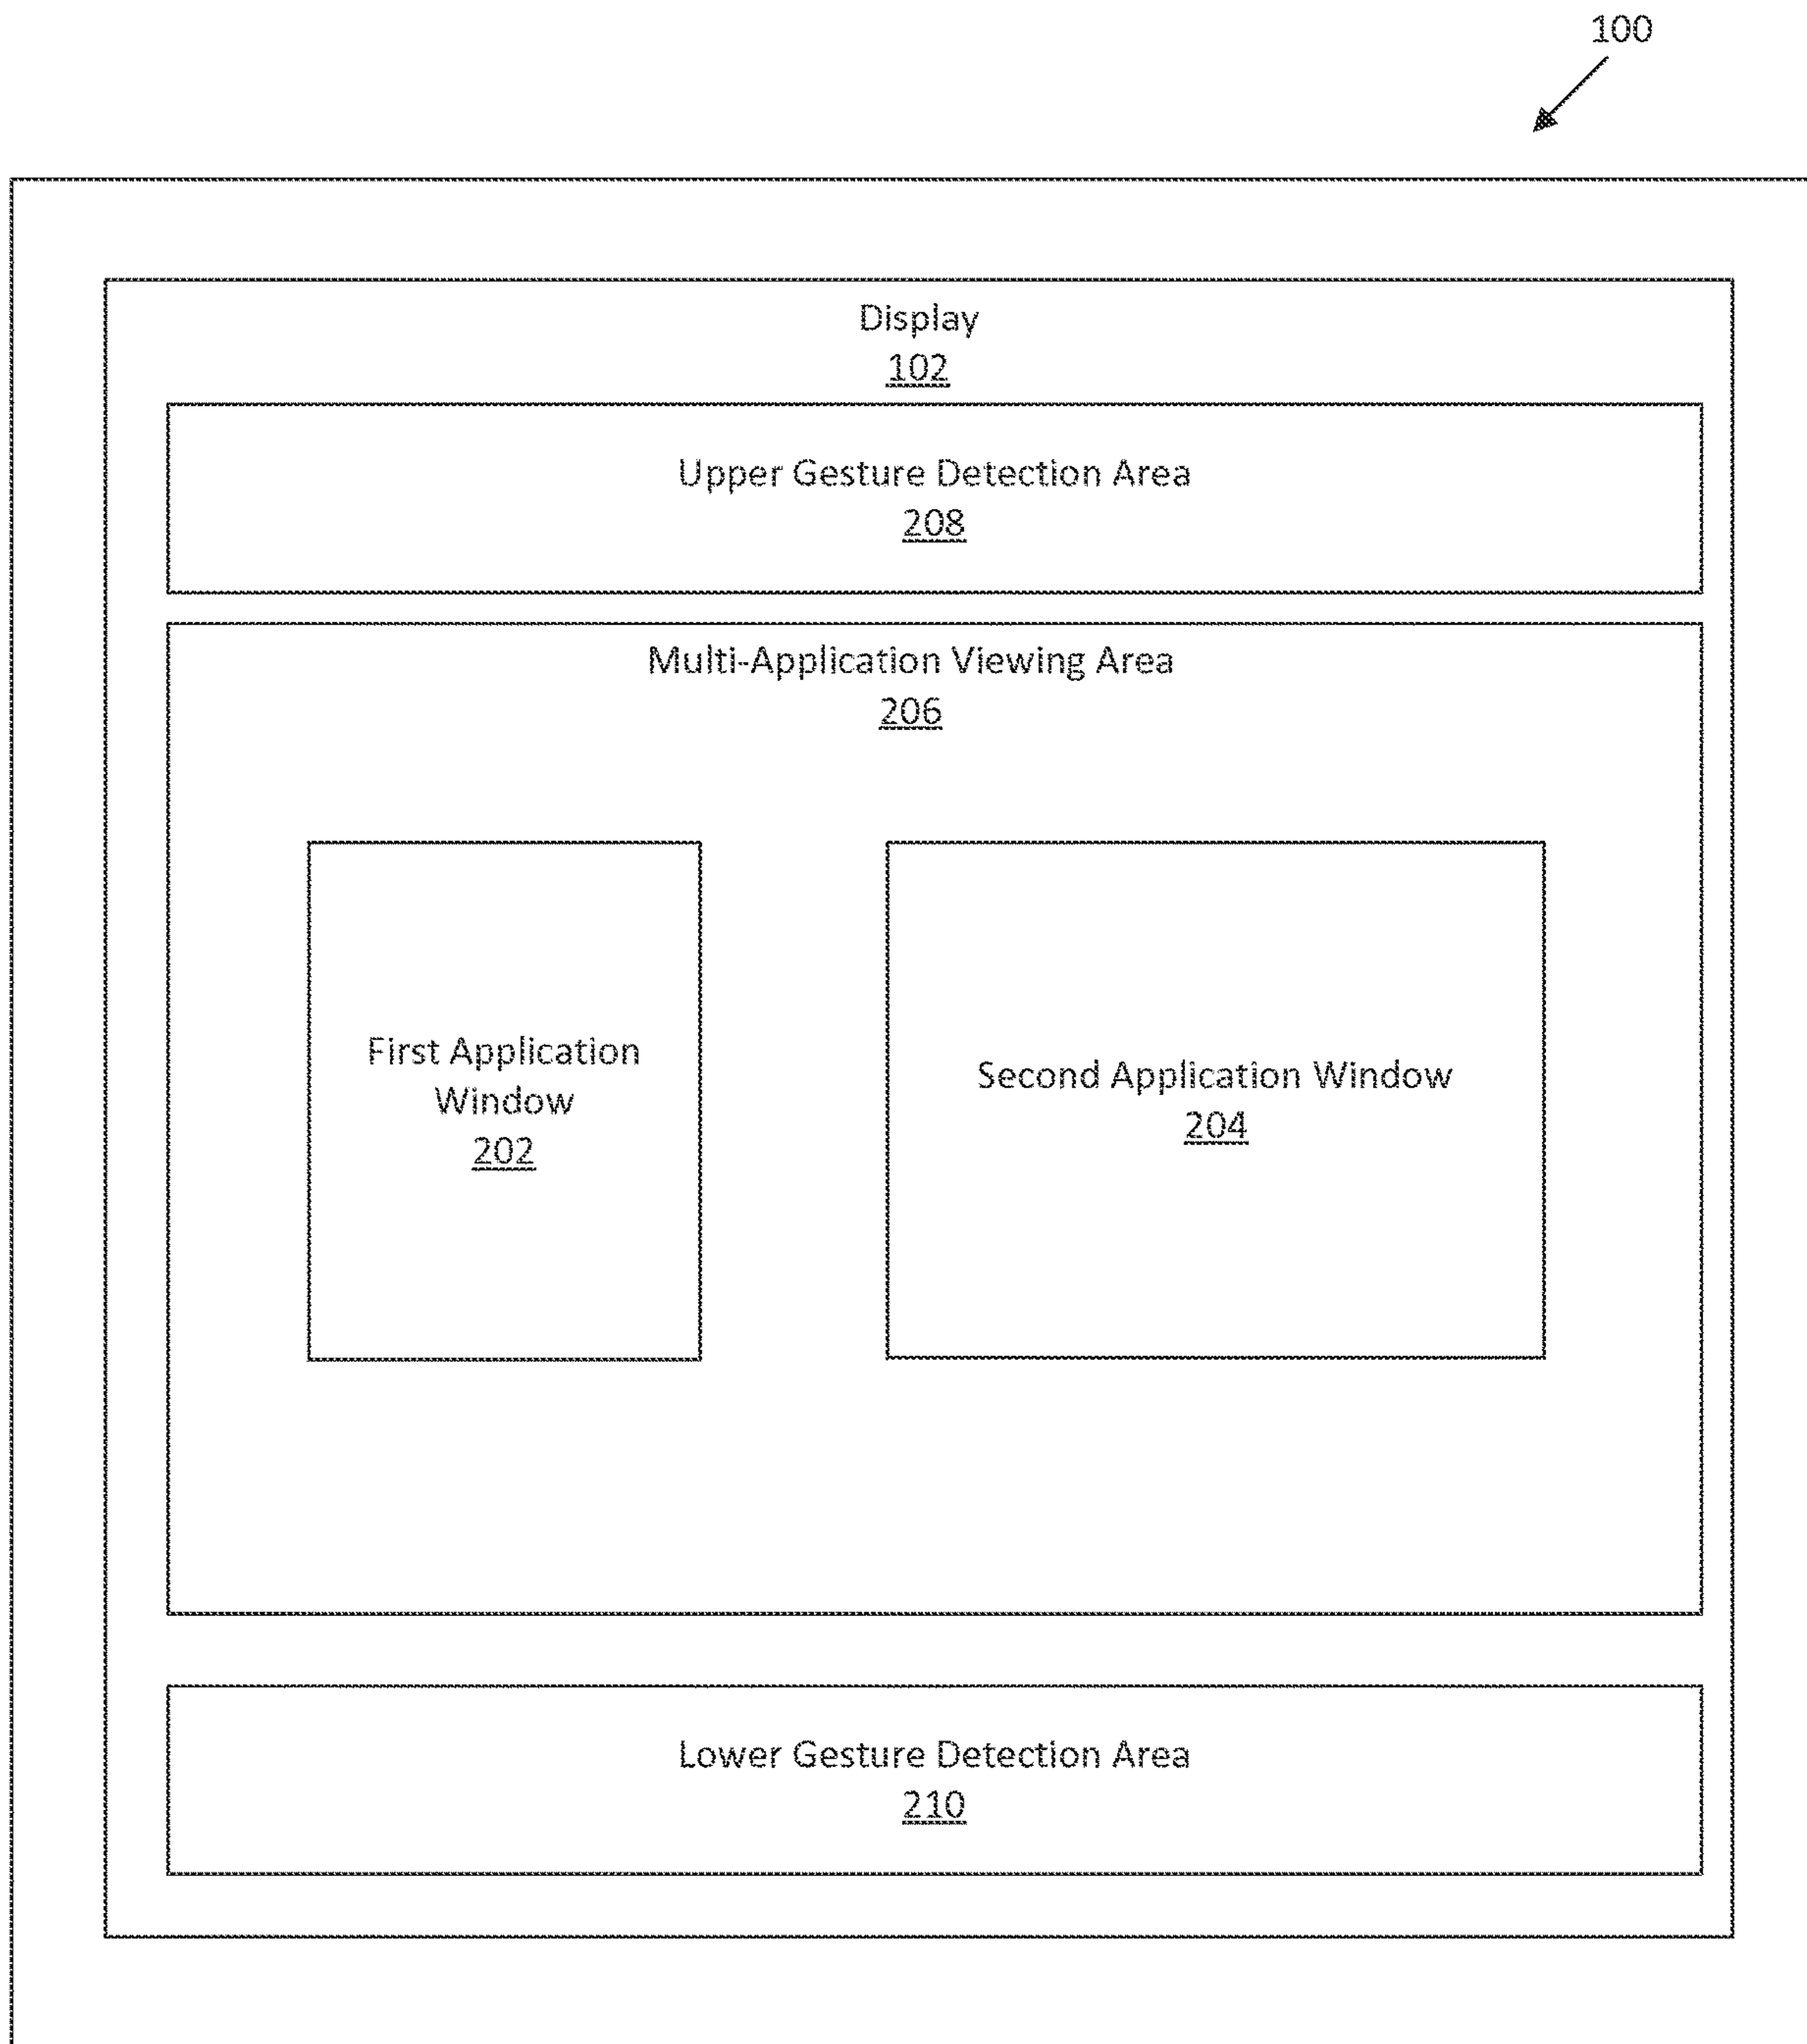 100
Display
102
Upper Gesture Detection Area
208
Multi-Application Viewing Area
206
First Application
Window
202
Second Application Window
204
Lower Gesture Detection Area
210